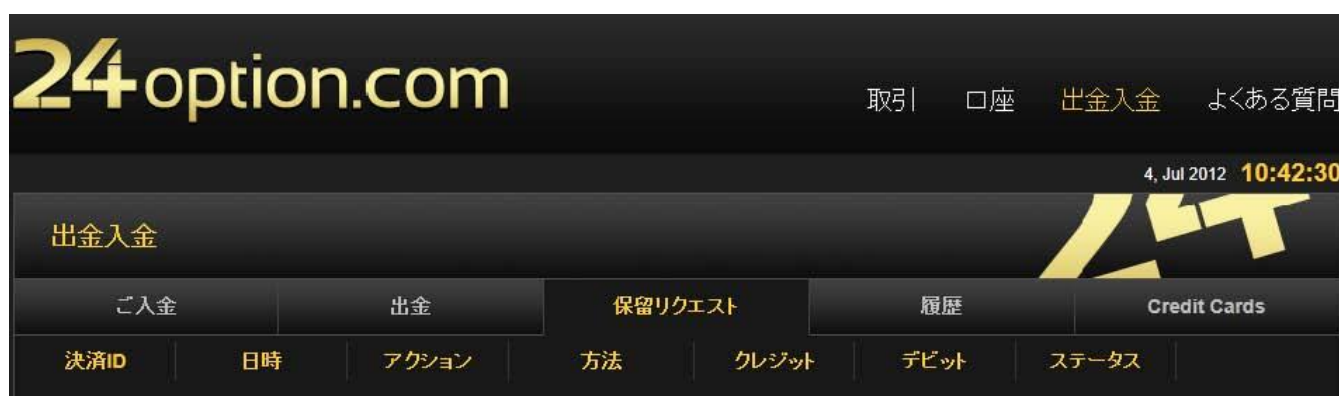 24option.com
取引 口座 出金入金 よくある質問
4, Jul 2012 10:42:30
出金入金
ご入金 出金 保留リクエスト 履歴 Credit Cards
決済ID 日時 アクション 方法 クレジット デビット ステータス